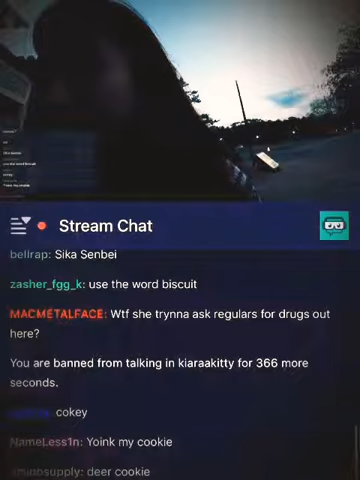 Stream Chat
bellrap: Sika Senbei
zasher_fgg_k: use the word biscuit
MACMETALFACE: Wtf she trynna ask regulars for drugs out
here?
You are banned from talking in kiaraakitty for 366 more
seconds.
cokey
NameLess1n: Yoink my cookie
aminosupply: deer cookie